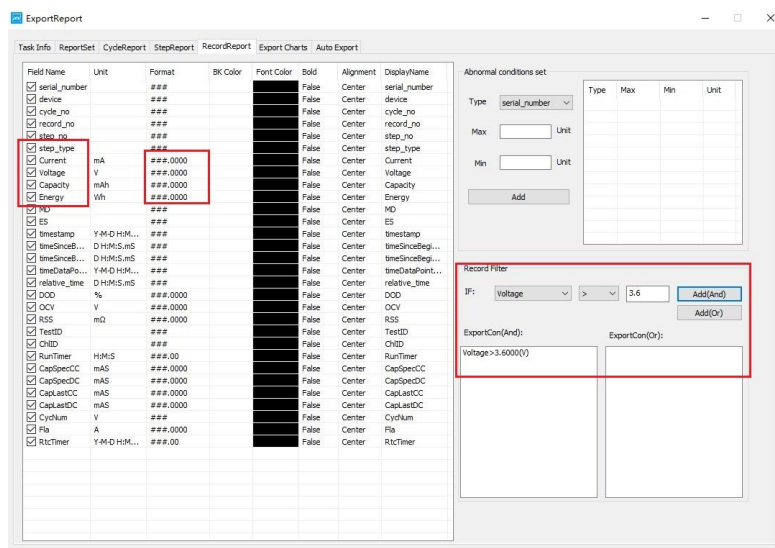 ExportReport
Task Info ReportSet CycleReport StepReport RecordReport Export Charts Auto Export
Field Name Unit Format BK Color Font Color Bold Alignment DisplayName
serial_number ### False Center serial_number
device ### False Center device
cycle_no ### False Center cycle_no
record_no ### False Center record_no
step_no ### False Center step_no
step_type ### False Center step_type
Current mA ###.0000 False Center Current
Voltage V ###.0000 False Center Voltage
Capacity mAh ###.0000 False Center Capacity
Energy Wh ###.0000 False Center Energy
MD ### False Center MD
ES ### False Center ES
timestamp Y-M-D H:M... ### False Center timestamp
timeSinceB... D H:M:S.mS ### False Center timeSinceBegi...
timeSinceB... D H:M:S.mS ### False Center timeSinceBegi...
timeDataPo... Y-M-D H:M... ### False Center timeDataPoint...
relative_time D H:M:S.mS ### False Center relative_time
DOD % ###.0000 False Center DOD
OCV V ###.0000 False Center OCV
RSS mΩ ###.0000 False Center RSS
TestID ### False Center TestID
ChlID ### False Center ChlID
RunTimer H:M:S ###.00 False Center RunTimer
CapSpecCC mAS ###.0000 False Center CapSpecCC
CapSpecDC mAS ###.0000 False Center CapSpecDC
CapLastCC mAS ###.0000 False Center CapLastCC
CapLastDC mAS ###.0000 False Center CapLastDC
CycNum V ### False Center CycNum
Fla A ###.0000 False Center Fla
RtcTimer Y-M-D H:M... ###.00 False Center RtcTimer
Abnormal conditions set
Type serial_number
Max Unit
Min Unit
Add
Type Max Min Unit
Record Filter
IF: Voltage > 3.6 Add(And)
Add(Or)
ExportCon(And): ExportCon(Or):
Voltage>3.6000(V)